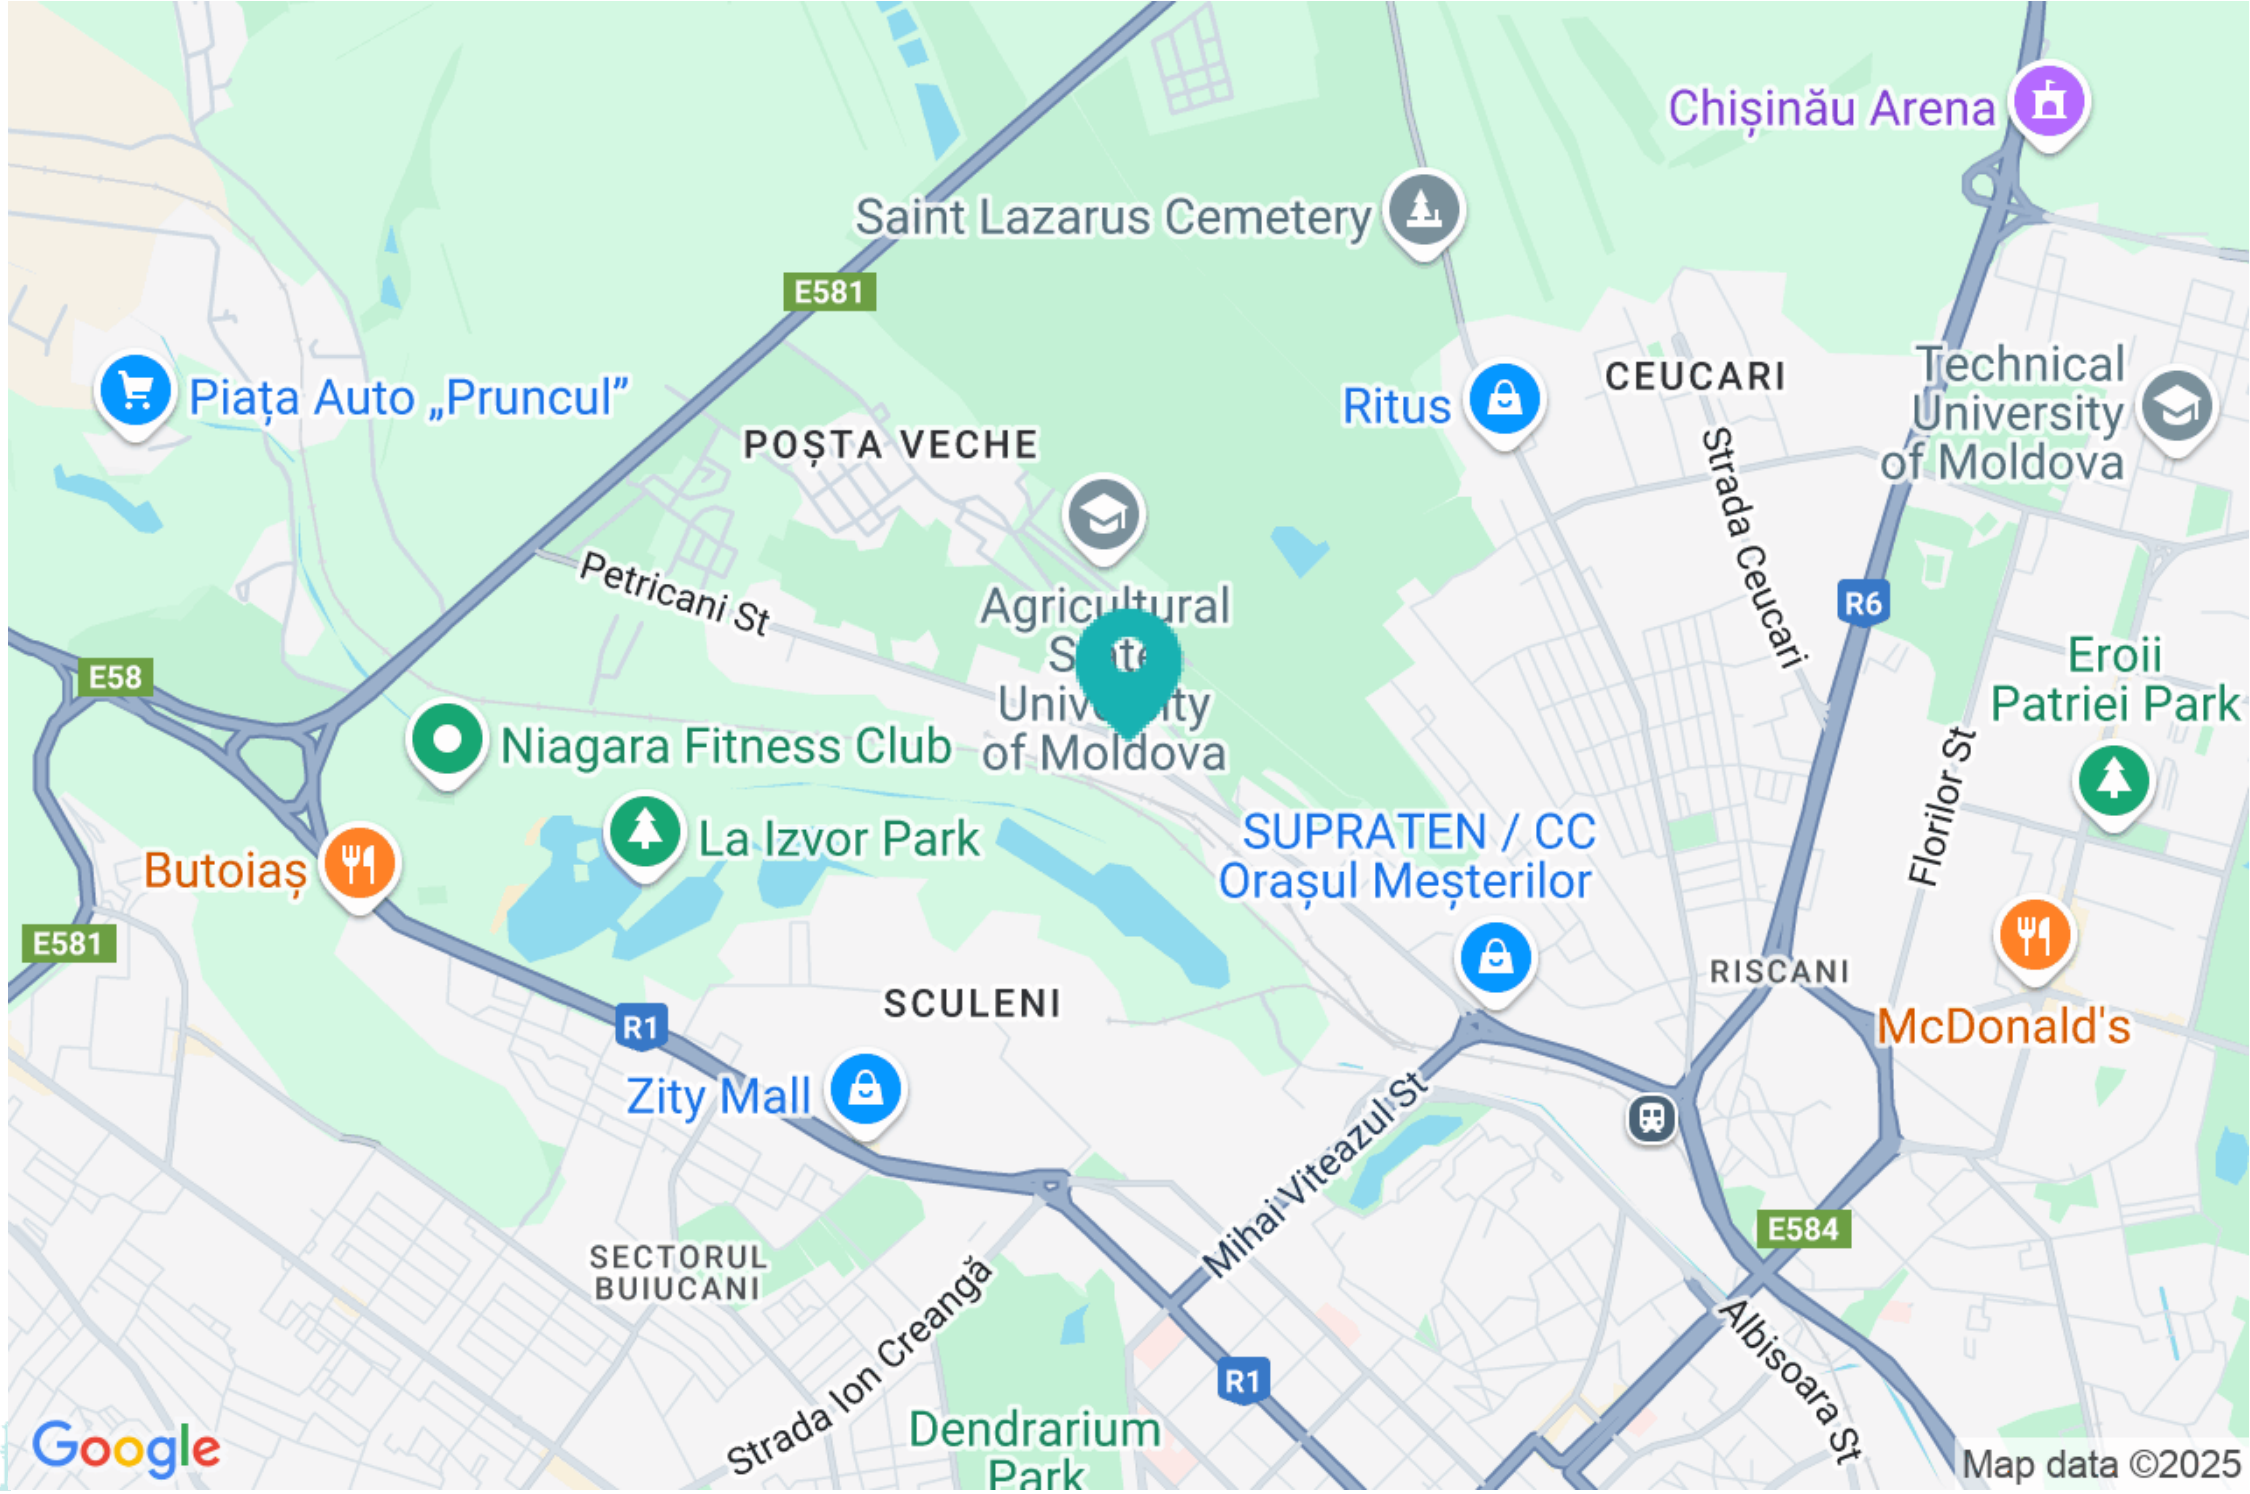 Chișinău Arena
Saint Lazarus Cemetery
E581
Piața Auto „Pruncul”
Ritus
CEUCARI
Technical
University
of Moldova
POȘTA VECHE
Strada Ceucari
Petricani St
Agricultural
State
University
of Moldova
R6
E58
Eroii
Patriei Park
Niagara Fitness Club
La Izvor Park
Florilor St
SUPRATEN / CC
Orașul Meșterilor
Butoiaș
E581
RISCANI
SCULENI
R1
McDonald's
Zity Mall
Mihai Viteazul St
E584
SECTORUL
BUIUCANI
Strada Ion Creangă
Albisoara St
R1
Dendrarium
Park
Google
Map data ©2025